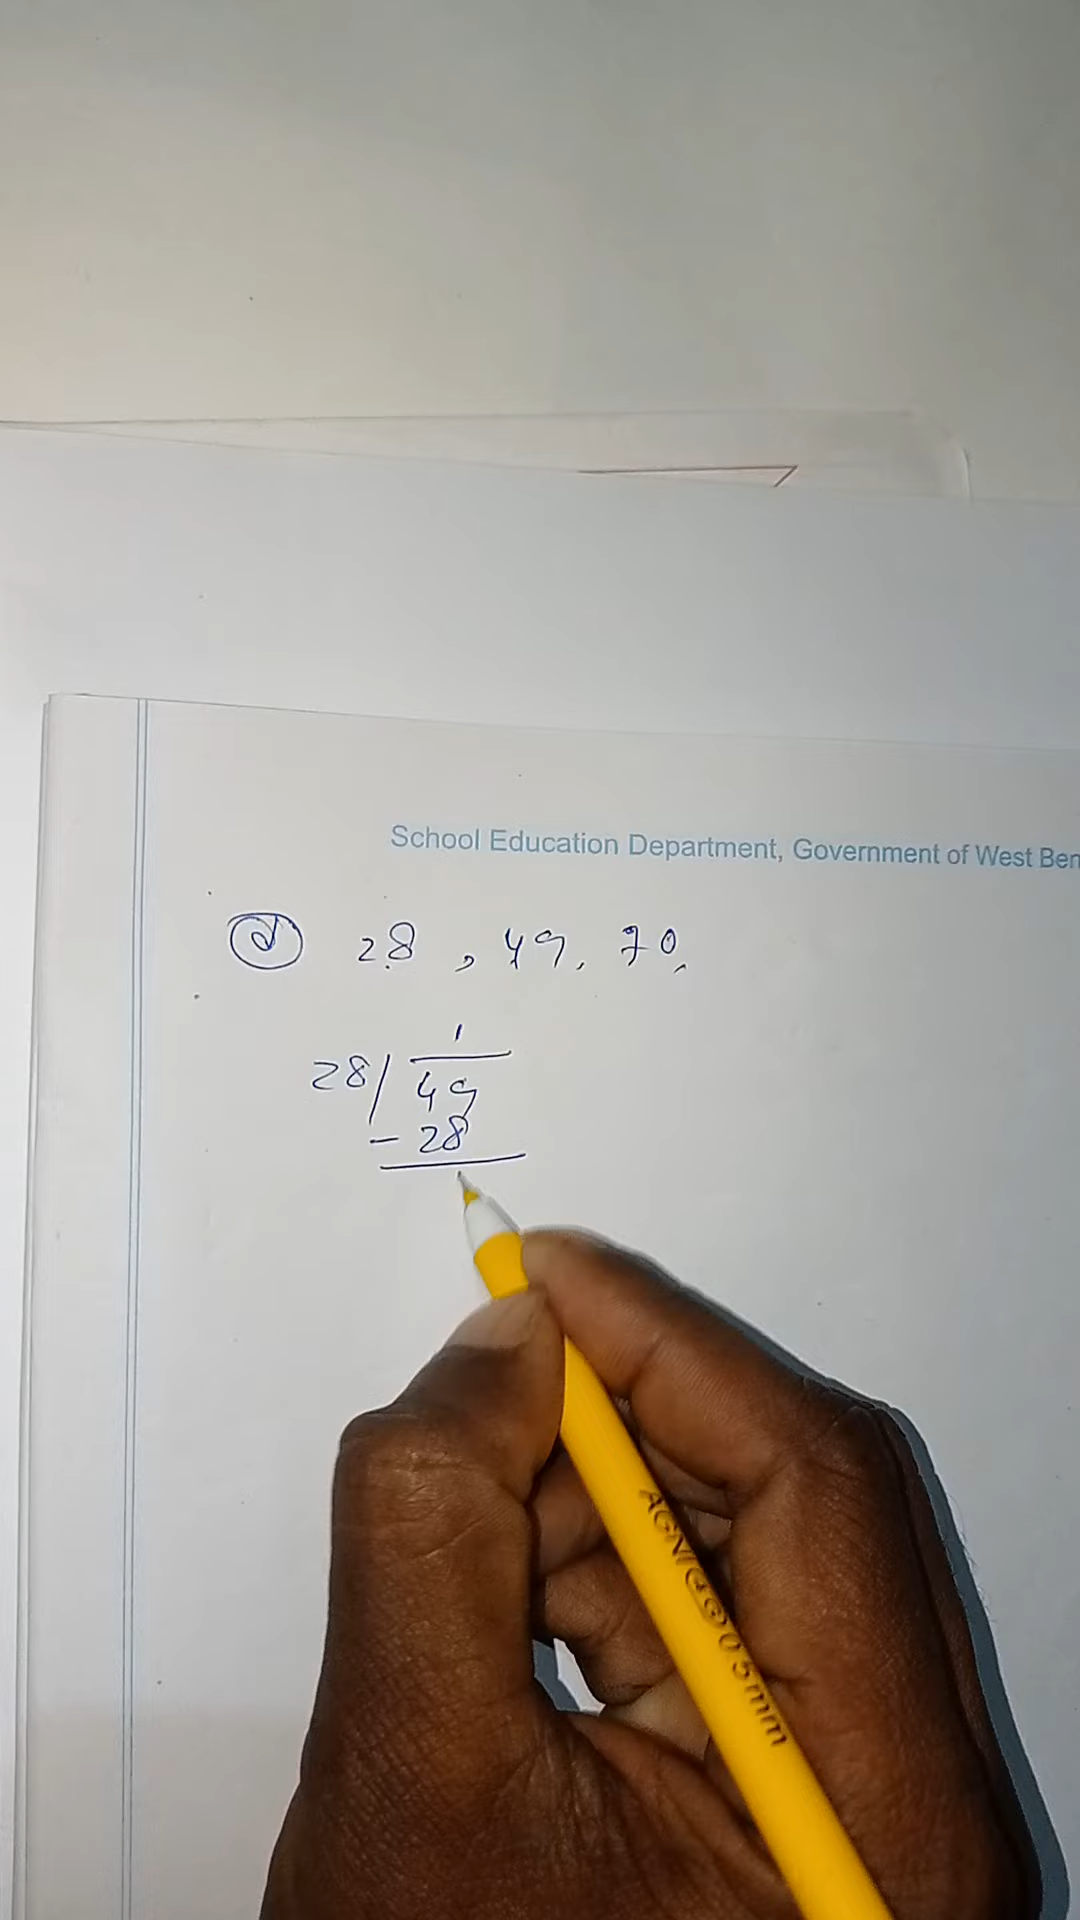 School Education Department, Government of West Ben
d 28, 49, 70,
1
28/ 49
- 28
AGNI 0.5mm